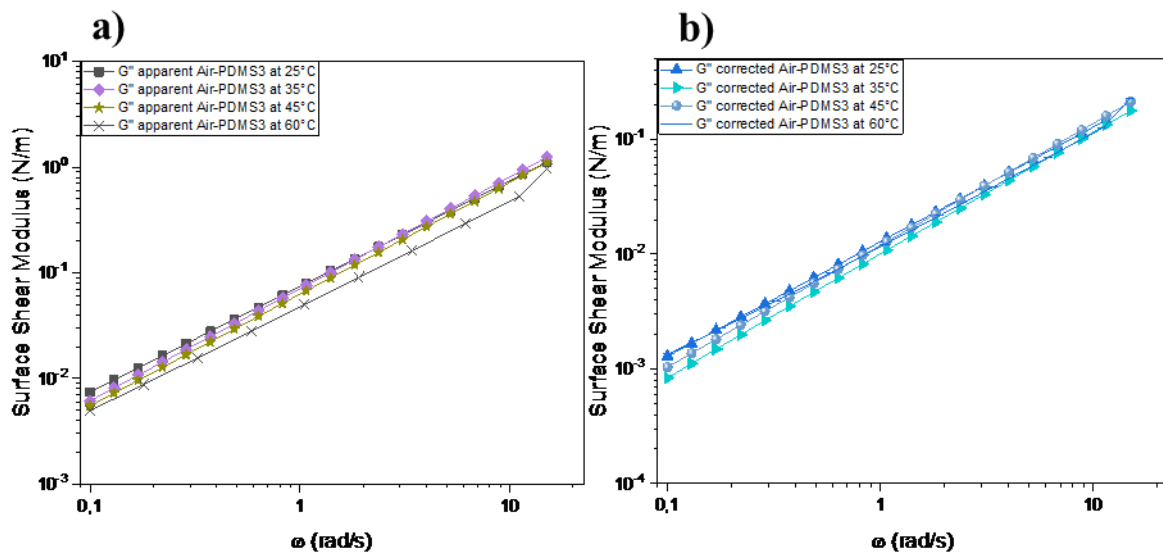 a)
Surface Shear Modulus (N/m)
10¹
10⁰
10⁻¹
10⁻²
10⁻³
G" apparent Air-PDMS3 at 25°C
G" apparent Air-PDMS3 at 35°C
G" apparent Air-PDMS3 at 45°C
G" apparent Air-PDMS3 at 60°C
0,1 1 10
ω (rad/s)
b)
Surface Shear Modulus (N/m)
10⁻¹
10⁻²
10⁻³
10⁻⁴
G" corrected Air-PDMS3 at 25°C
G" corrected Air-PDMS3 at 35°C
G" corrected Air-PDMS3 at 45°C
G" corrected Air-PDMS3 at 60°C
0,1 1 10
ω (rad/s)